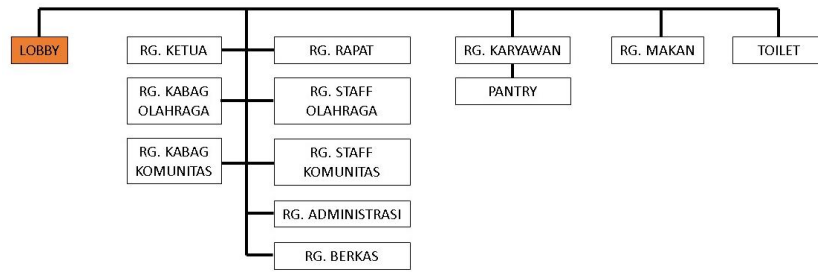 LOBBY
RG. KETUA
RG. RAPAT
RG. KARYAWAN
RG. MAKAN
TOILET
RG. KABAG
OLAHRAGA
RG. STAFF
OLAHRAGA
PANTRY
RG. KABAG
KOMUNITAS
RG. STAFF
KOMUNITAS
RG. ADMINISTRASI
RG. BERKAS